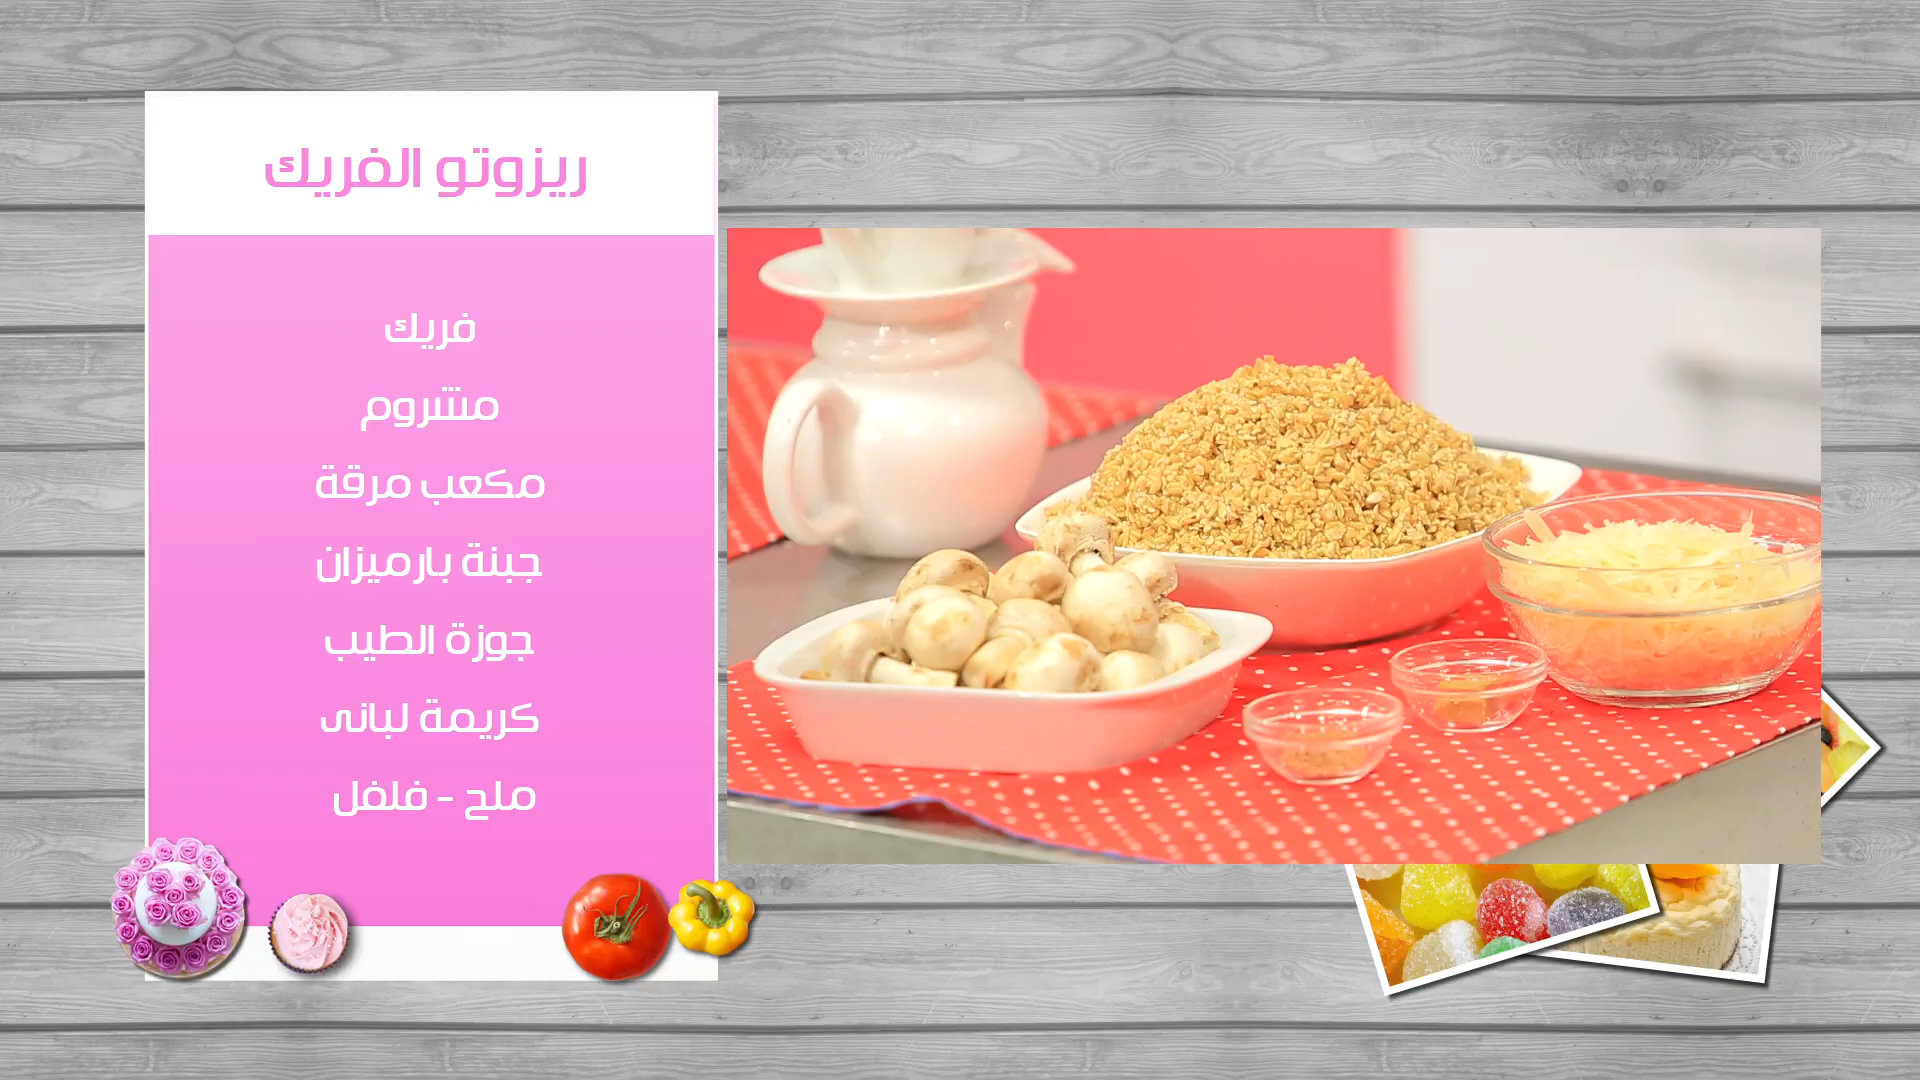 ريزوتو الفريك
فريك
مشروم
مكعب مرقة
جبنة بارميزان
جوزة الطيب
كريمة لبانى
ملح - فلفل